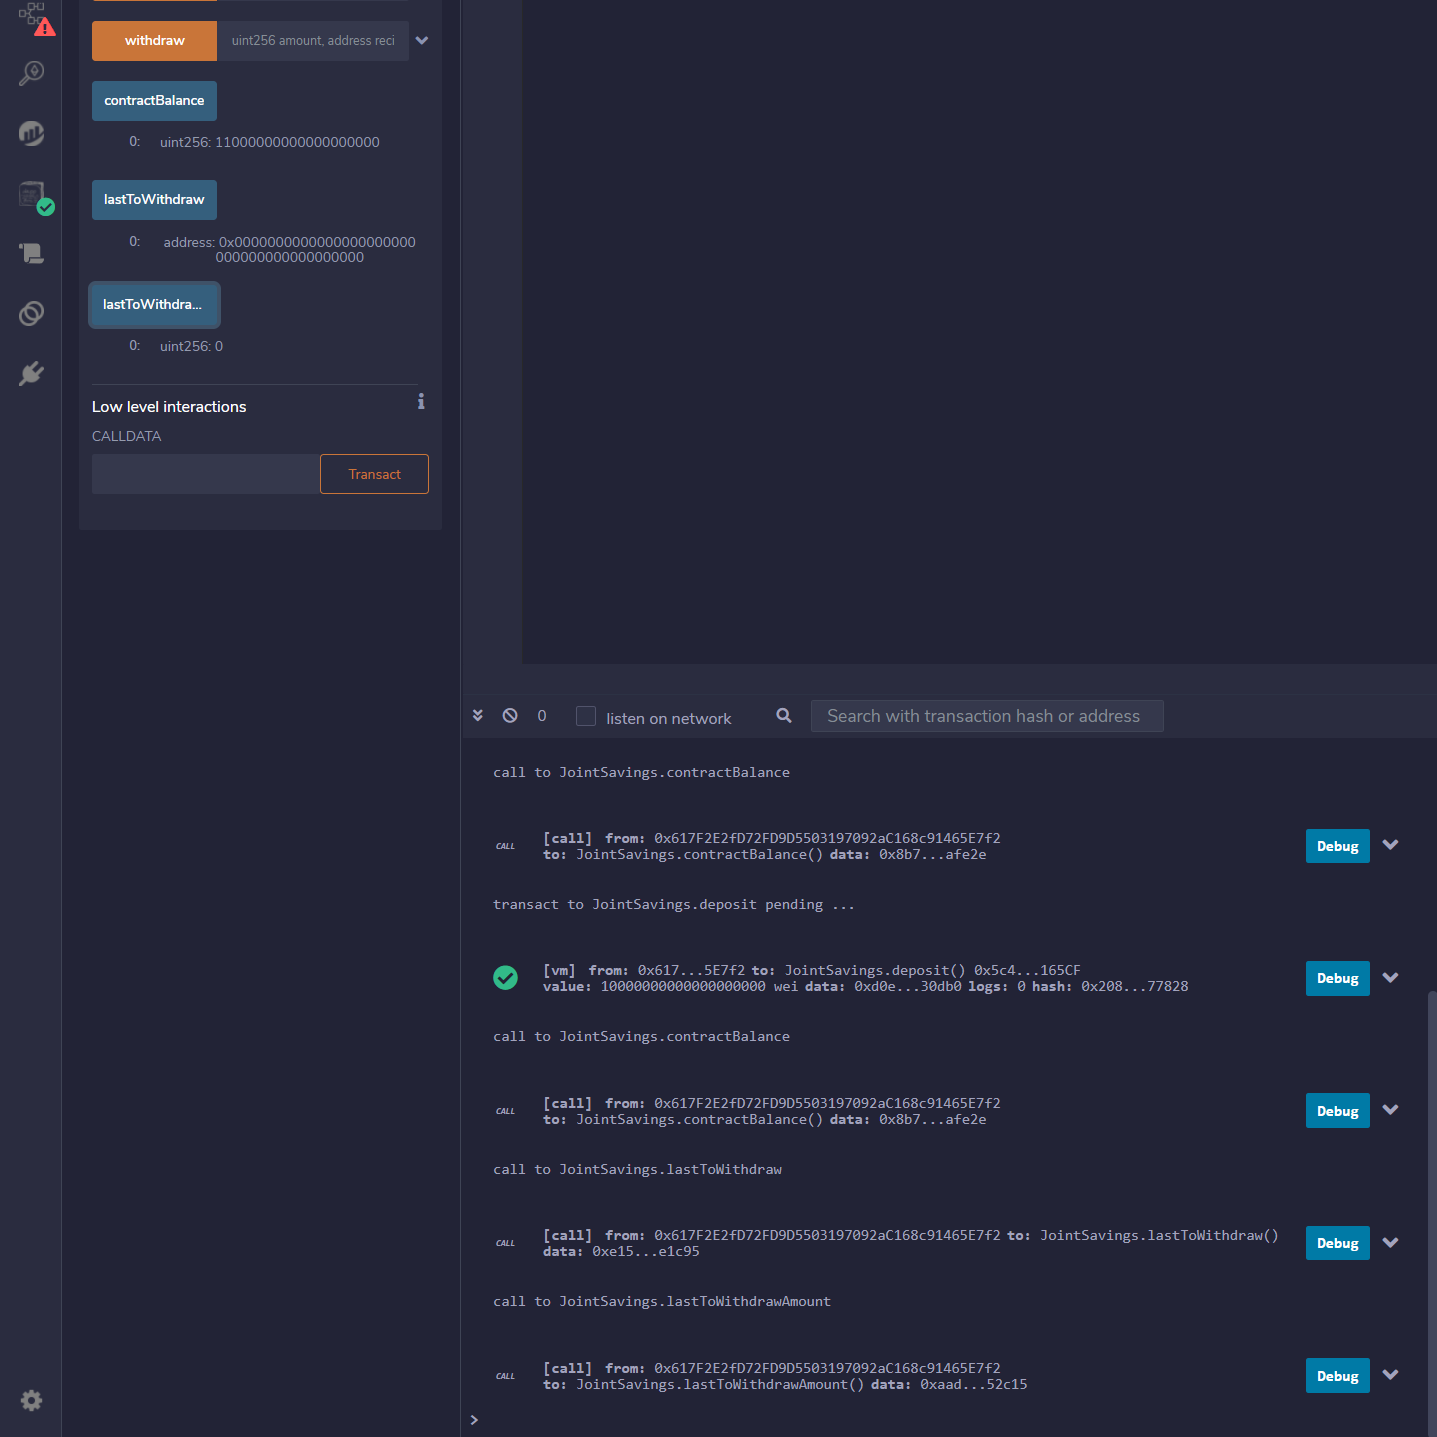 withdraw
uint256 amount, address reci
contractBalance
0: uint256: 11000000000000000000
lastToWithdraw
0: address: 0x0000000000000000000000
000000000000000000
lastToWithdra...
0: uint256: 0
Low level interactions
CALLDATA
Transact
0 listen on network Search with transaction hash or address
call to JointSavings.contractBalance
CALL [call] from: 0x617F2E2fD72FD9D5503197092aC168c91465E7f2
to: JointSavings.contractBalance() data: 0x8b7...afe2e
Debug
transact to JointSavings.deposit pending ...
[vm] from: 0x617...5E7f2 to: JointSavings.deposit() 0x5c4...165CF
value: 10000000000000000000 wei data: 0xd0e...30db0 logs: 0 hash: 0x208...77828
Debug
call to JointSavings.contractBalance
CALL [call] from: 0x617F2E2fD72FD9D5503197092aC168c91465E7f2
to: JointSavings.contractBalance() data: 0x8b7...afe2e
Debug
call to JointSavings.lastToWithdraw
CALL [call] from: 0x617F2E2fD72FD9D5503197092aC168c91465E7f2 to: JointSavings.lastToWithdraw()
data: 0xe15...e1c95
Debug
call to JointSavings.lastToWithdrawAmount
CALL [call] from: 0x617F2E2fD72FD9D5503197092aC168c91465E7f2
to: JointSavings.lastToWithdrawAmount() data: 0xaad...52c15
Debug
>